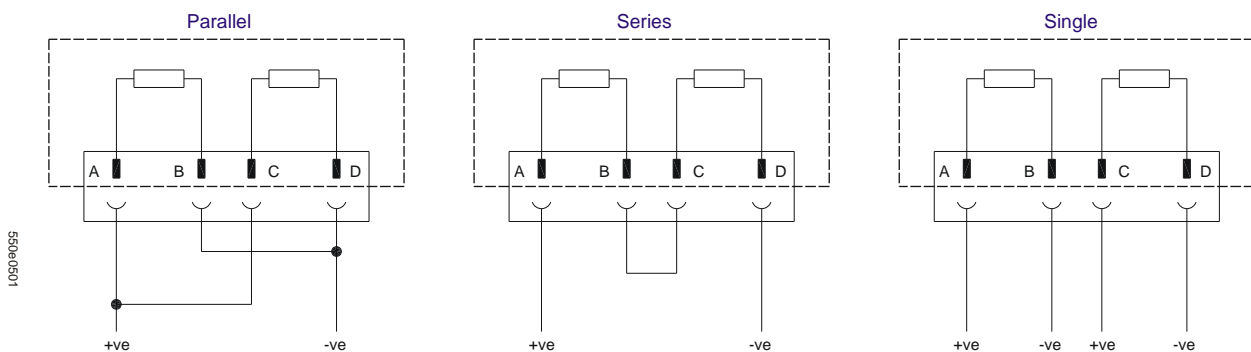 Parallel
Series
Single
A B C D
A B C D
A B C D
550e0501
+ve -ve
+ve -ve
+ve -ve +ve -ve